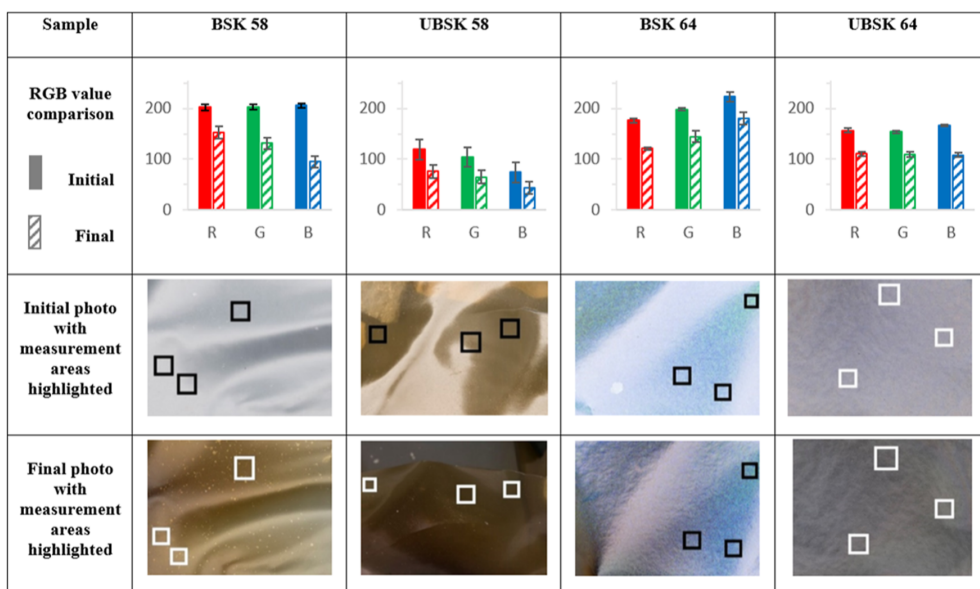 Sample
BSK 58
UBSK 58
BSK 64
UBSK 64
RGB value
comparison
Initial
Final
200
100
0
R G B
200
100
0
R G B
200
100
0
R G B
200
100
0
R G B
Initial photo
with
measurement
areas
highlighted
Final photo
with
measurement
areas
highlighted